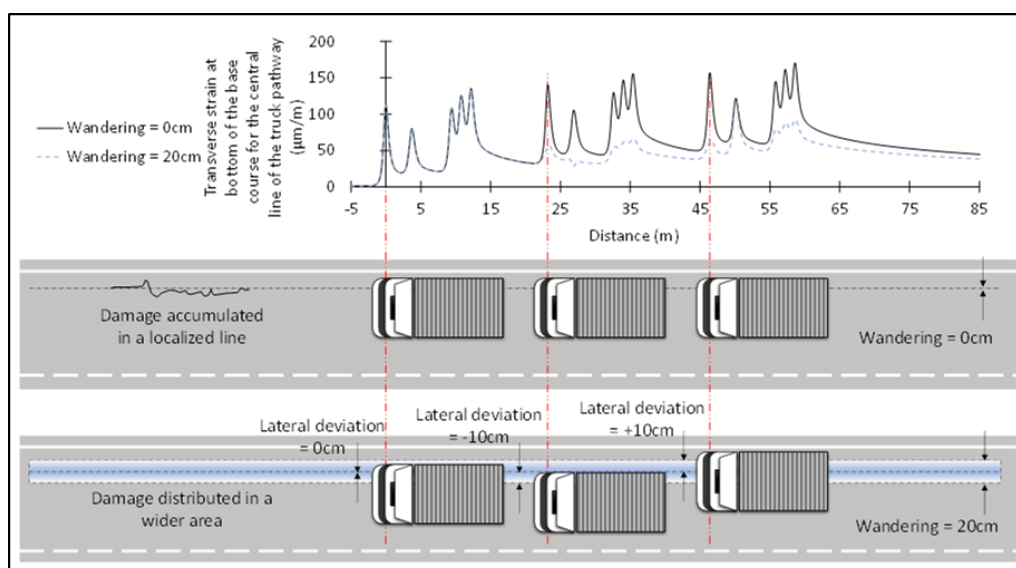 Wandering = 0cm
Wandering = 20cm
Transverse strain at
bottom of the base
course for the central
line of the truck pathway
(µm/m)
200
150
100
50
0
-5
5
15
25
35
45
55
65
75
85
Distance (m)
Damage accumulated
in a localized line
Wandering = 0cm
Lateral deviation
= 0cm
Lateral deviation
= -10cm
Lateral deviation
= +10cm
Damage distributed in a
wider area
Wandering = 20cm